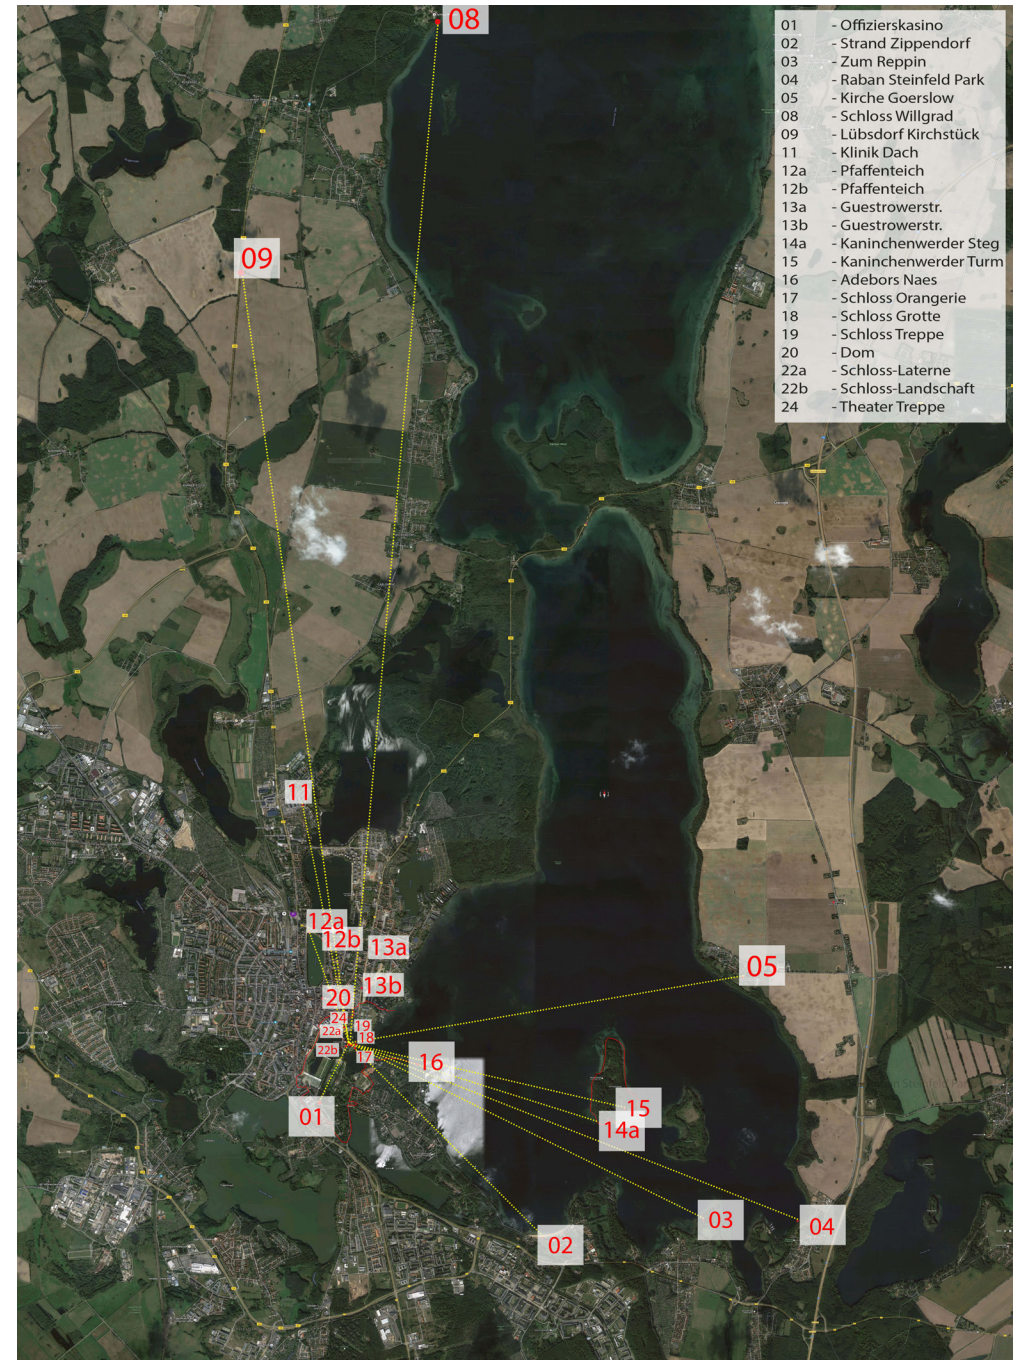 08
01 - Offizierskasino
02 - Strand Zippendorf
03 - Zum Reppin
04 - Raban Steinfeld Park
05 - Kirche Goerslow
08 - Schloss Willgrad
09 - Lübsdorf Kirchstück
11 - Klinik Dach
12a - Pfaffenteich
12b - Pfaffenteich
13a - Guestrowerstr.
13b - Guestrowerstr.
14a - Kaninchenwerder Steg
15 - Kaninchenwerder Turm
16 - Adebors Naes
17 - Schloss Orangerie
18 - Schloss Grotte
19 - Schloss Treppe
20 - Dom
22a - Schloss-Laterne
22b - Schloss-Landschaft
24 - Theater Treppe
09
11
12a
12b
13a
05
13b
20
24
19
22a
18
22b
17
16
15
01
14a
03
04
02